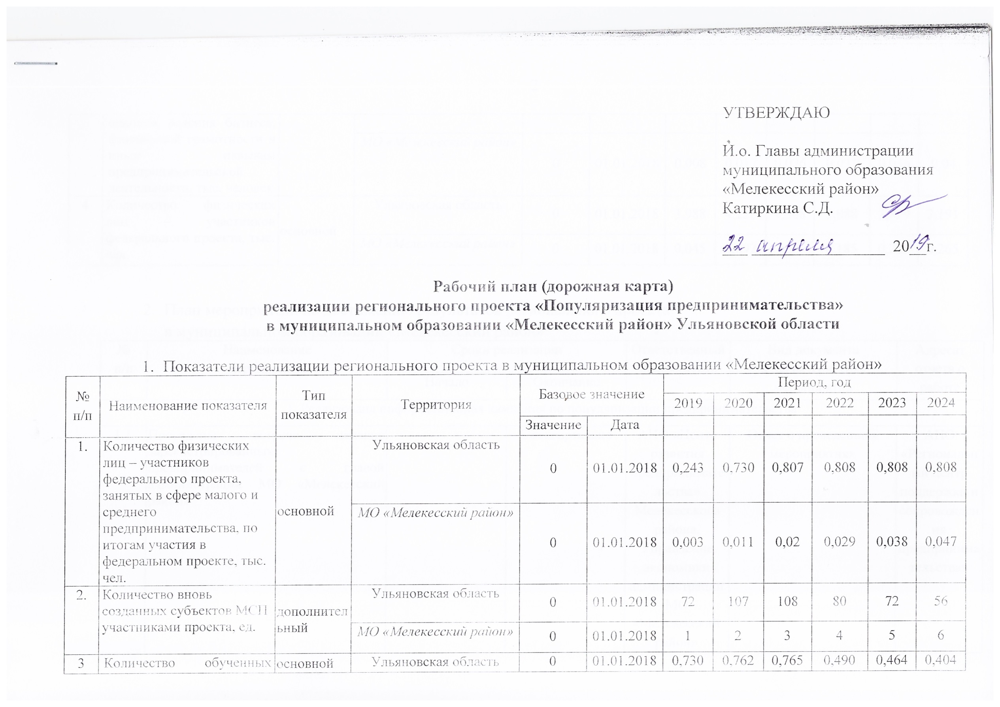 УТВЕРЖДАЮ
И.о. Главы администрации
муниципального образования
«Мелекесский район»
Катиркина С.Д.
22 апреля 2019г.
Рабочий план (дорожная карта)
реализации регионального проекта «Популяризация предпринимательства»
в муниципальном образовании «Мелекесский район» Ульяновской области
1. Показатели реализации регионального проекта в муниципальном образовании «Мелекесский район»
№ п/п Наименование показателя Тип показателя Территория Базовое значение Период, год
2019 2020 2021 2022 2023 2024
Значение Дата
1. Количество физических
лиц – участников
федерального проекта,
занятых в сфере малого и
среднего
предпринимательства, по
итогам участия в
федеральном проекте, тыс.
чел.
основной
Ульяновская область 0 01.01.2018 0,243 0,730 0,807 0,808 0,808 0,808
МО «Мелекесский район» 0 01.01.2018 0,003 0,011 0,02 0,029 0,038 0,047
2. Количество вновь
созданных субъектов МСП
участниками проекта, ед.
дополнител
ьный
Ульяновская область 0 01.01.2018 72 107 108 80 72 56
МО «Мелекесский район» 0 01.01.2018 1 2 3 4 5 6
3 Количество обученных основной Ульяновская область 0 01.01.2018 0,730 0,762 0,765 0,490 0,464 0,404